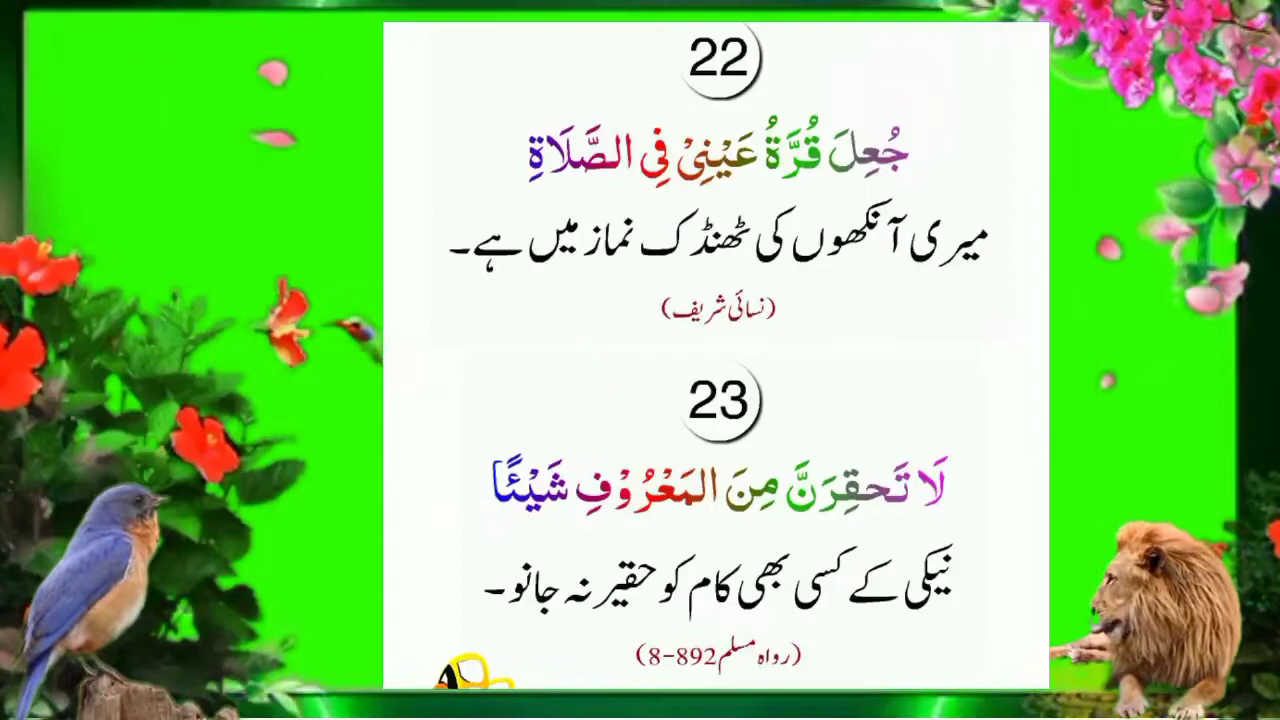 22
جُعِلَ قُرَّةُ عَيْنِيْ فِي الصَّلَاةِ
میری آنکھوں کی ٹھنڈک نماز میں ہے۔
(نسائی شریف)
23
لَا تَحقِرَنَّ مِنَ المَعْرُوْفِ شَيْئًا
نیکی کے کسی بھی کام کو حقیر نہ جانو۔
(رواہ مسلم 892-8)